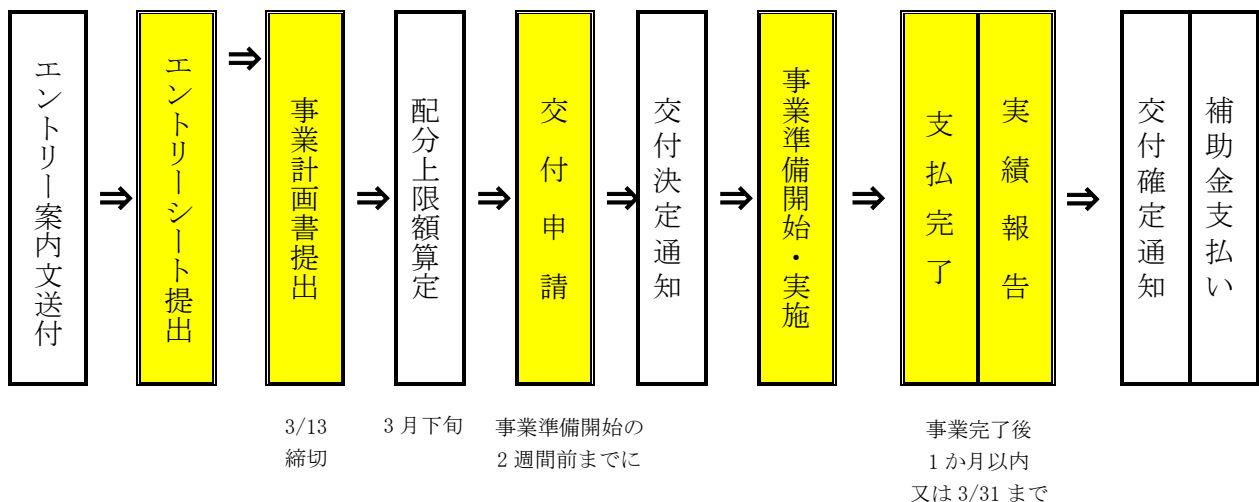 エントリー案内文送付
⇒
エントリーシート提出
⇒
事業計画書提出
⇒
配分上限額算定
⇒
交付申請
⇒
交付決定通知
⇒
事業準備開始・実施
⇒
支払完了
実績報告
⇒
交付確定通知
補助金支払い
3/13
締切
3月下旬
事業準備開始の
2週間前までに
事業完了後
1か月以内
又は3/31まで